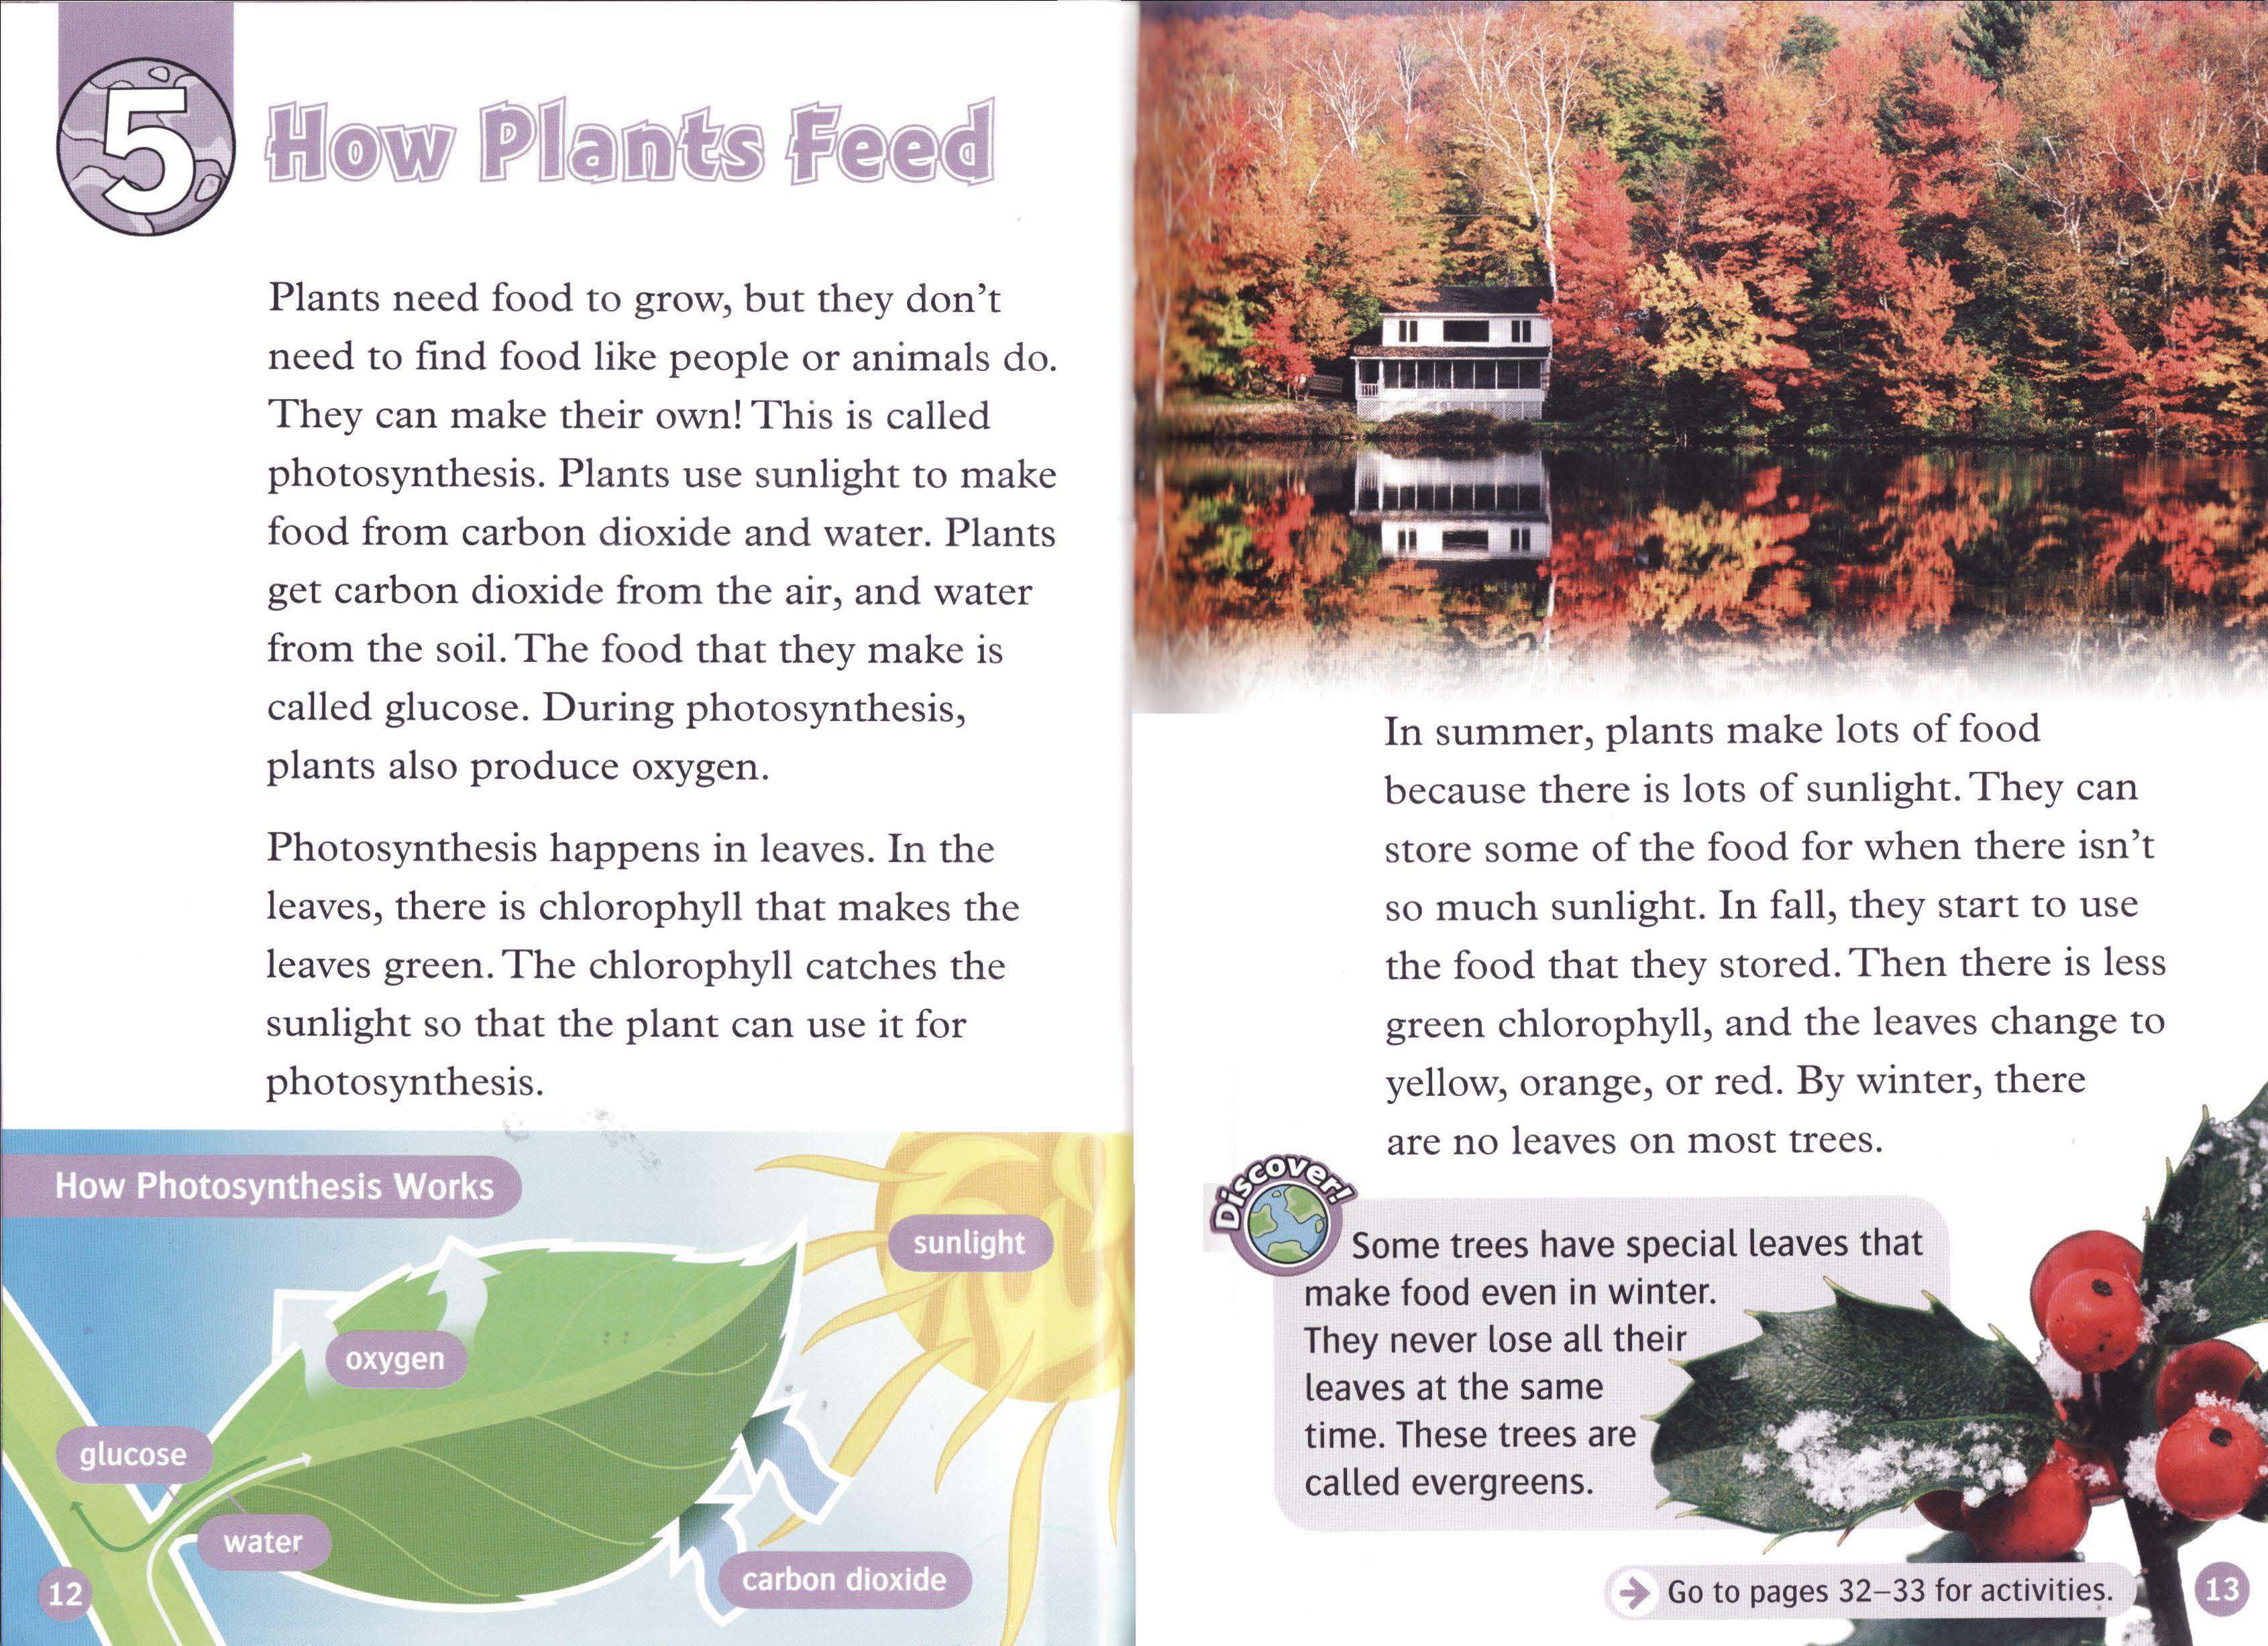 5
How Plants Feed
Plants need food to grow, but they don't
need to find food like people or animals do.
They can make their own! This is called
photosynthesis. Plants use sunlight to make
food from carbon dioxide and water. Plants
get carbon dioxide from the air, and water
from the soil. The food that they make is
called glucose. During photosynthesis,
plants also produce oxygen.
Photosynthesis happens in leaves. In the
leaves, there is chlorophyll that makes the
leaves green. The chlorophyll catches the
sunlight so that the plant can use it for
photosynthesis.
How Photosynthesis Works
sunlight
oxygen
glucose
water
carbon dioxide
12
In summer, plants make lots of food
because there is lots of sunlight. They can
store some of the food for when there isn't
so much sunlight. In fall, they start to use
the food that they stored. Then there is less
green chlorophyll, and the leaves change to
yellow, orange, or red. By winter, there
are no leaves on most trees.
Discover!
Some trees have special leaves that
make food even in winter.
They never lose all their
leaves at the same
time. These trees are
called evergreens.
Go to pages 32–33 for activities.
13